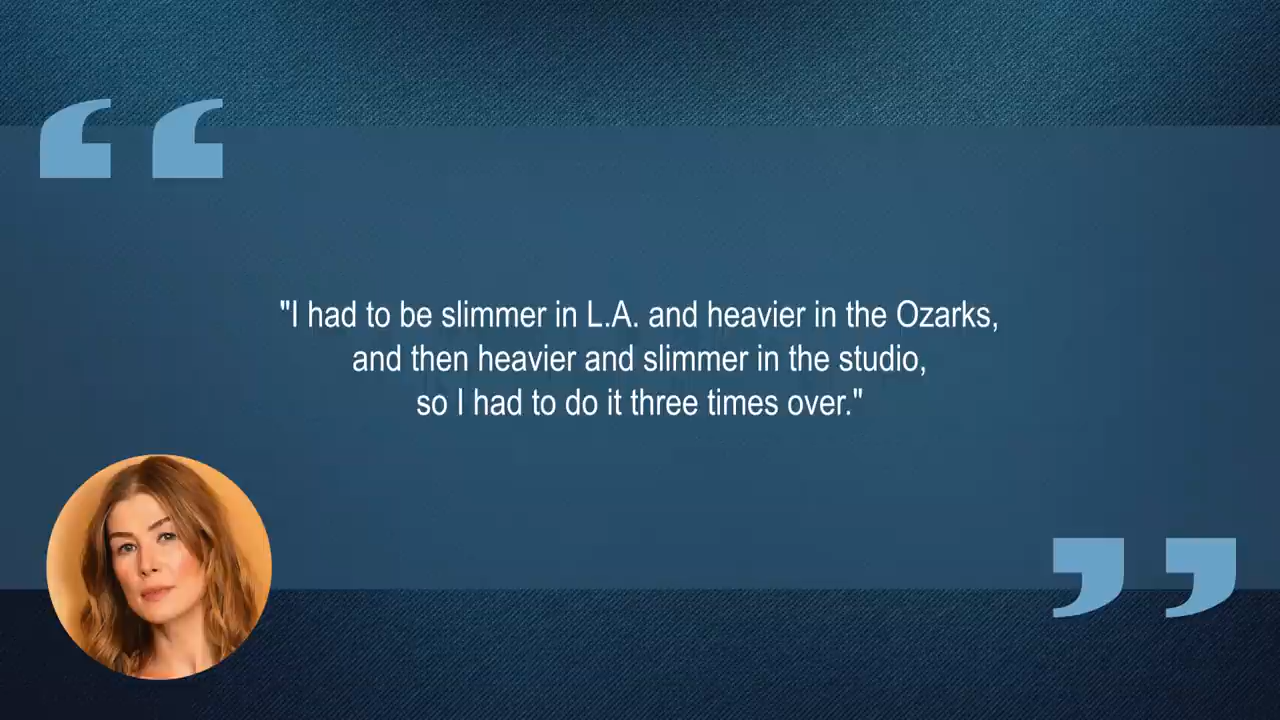 "I had to be slimmer in L.A. and heavier in the Ozarks,
and then heavier and slimmer in the studio,
so I had to do it three times over."